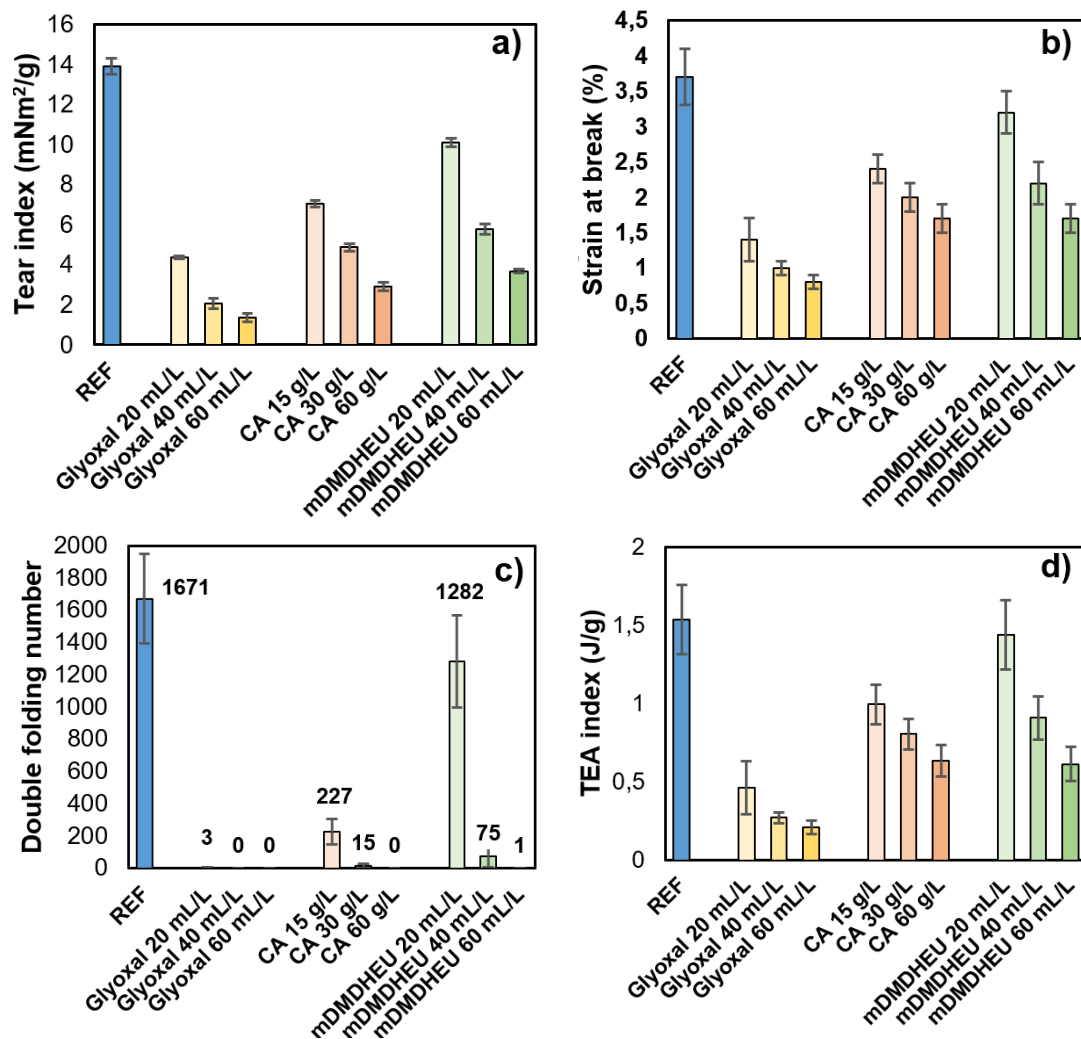 a)
Tear index (mNm²/g)
16
14
12
10
8
6
4
2
0
REF
Glyoxal 20 mL/L
Glyoxal 40 mL/L
Glyoxal 60 mL/L
CA 15 g/L
CA 30 g/L
CA 60 g/L
mDMDHEU 20 mL/L
mDMDHEU 40 mL/L
mDMDHEU 60 mL/L
b)
Strain at break (%)
4,5
4
3,5
3
2,5
2
1,5
1
0,5
0
REF
Glyoxal 20 mL/L
Glyoxal 40 mL/L
Glyoxal 60 mL/L
CA 15 g/L
CA 30 g/L
CA 60 g/L
mDMDHEU 20 mL/L
mDMDHEU 40 mL/L
mDMDHEU 60 mL/L
c)
Double folding number
2000
1800
1600
1400
1200
1000
800
600
400
200
0
1671
3
0
0
227
15
0
1282
75
1
REF
Glyoxal 20 mL/L
Glyoxal 40 mL/L
Glyoxal 60 mL/L
CA 15 g/L
CA 30 g/L
CA 60 g/L
mDMDHEU 20 mL/L
mDMDHEU 40 mL/L
mDMDHEU 60 mL/L
d)
TEA index (J/g)
2
1,5
1
0,5
0
REF
Glyoxal 20 mL/L
Glyoxal 40 mL/L
Glyoxal 60 mL/L
CA 15 g/L
CA 30 g/L
CA 60 g/L
mDMDHEU 20 mL/L
mDMDHEU 40 mL/L
mDMDHEU 60 mL/L